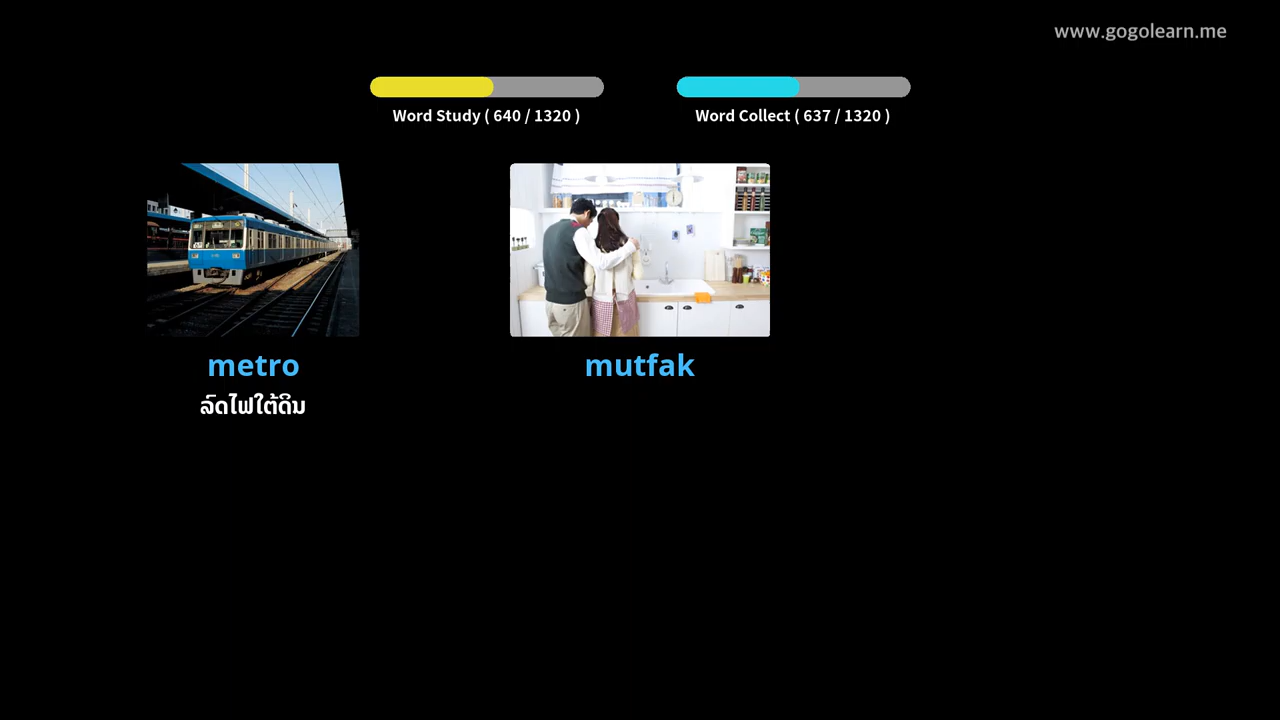 www.gogolearn.me
Word Study ( 640 / 1320 )
Word Collect ( 637 / 1320 )
metro
ລົດໄຟໃຕ້ດິນ
mutfak